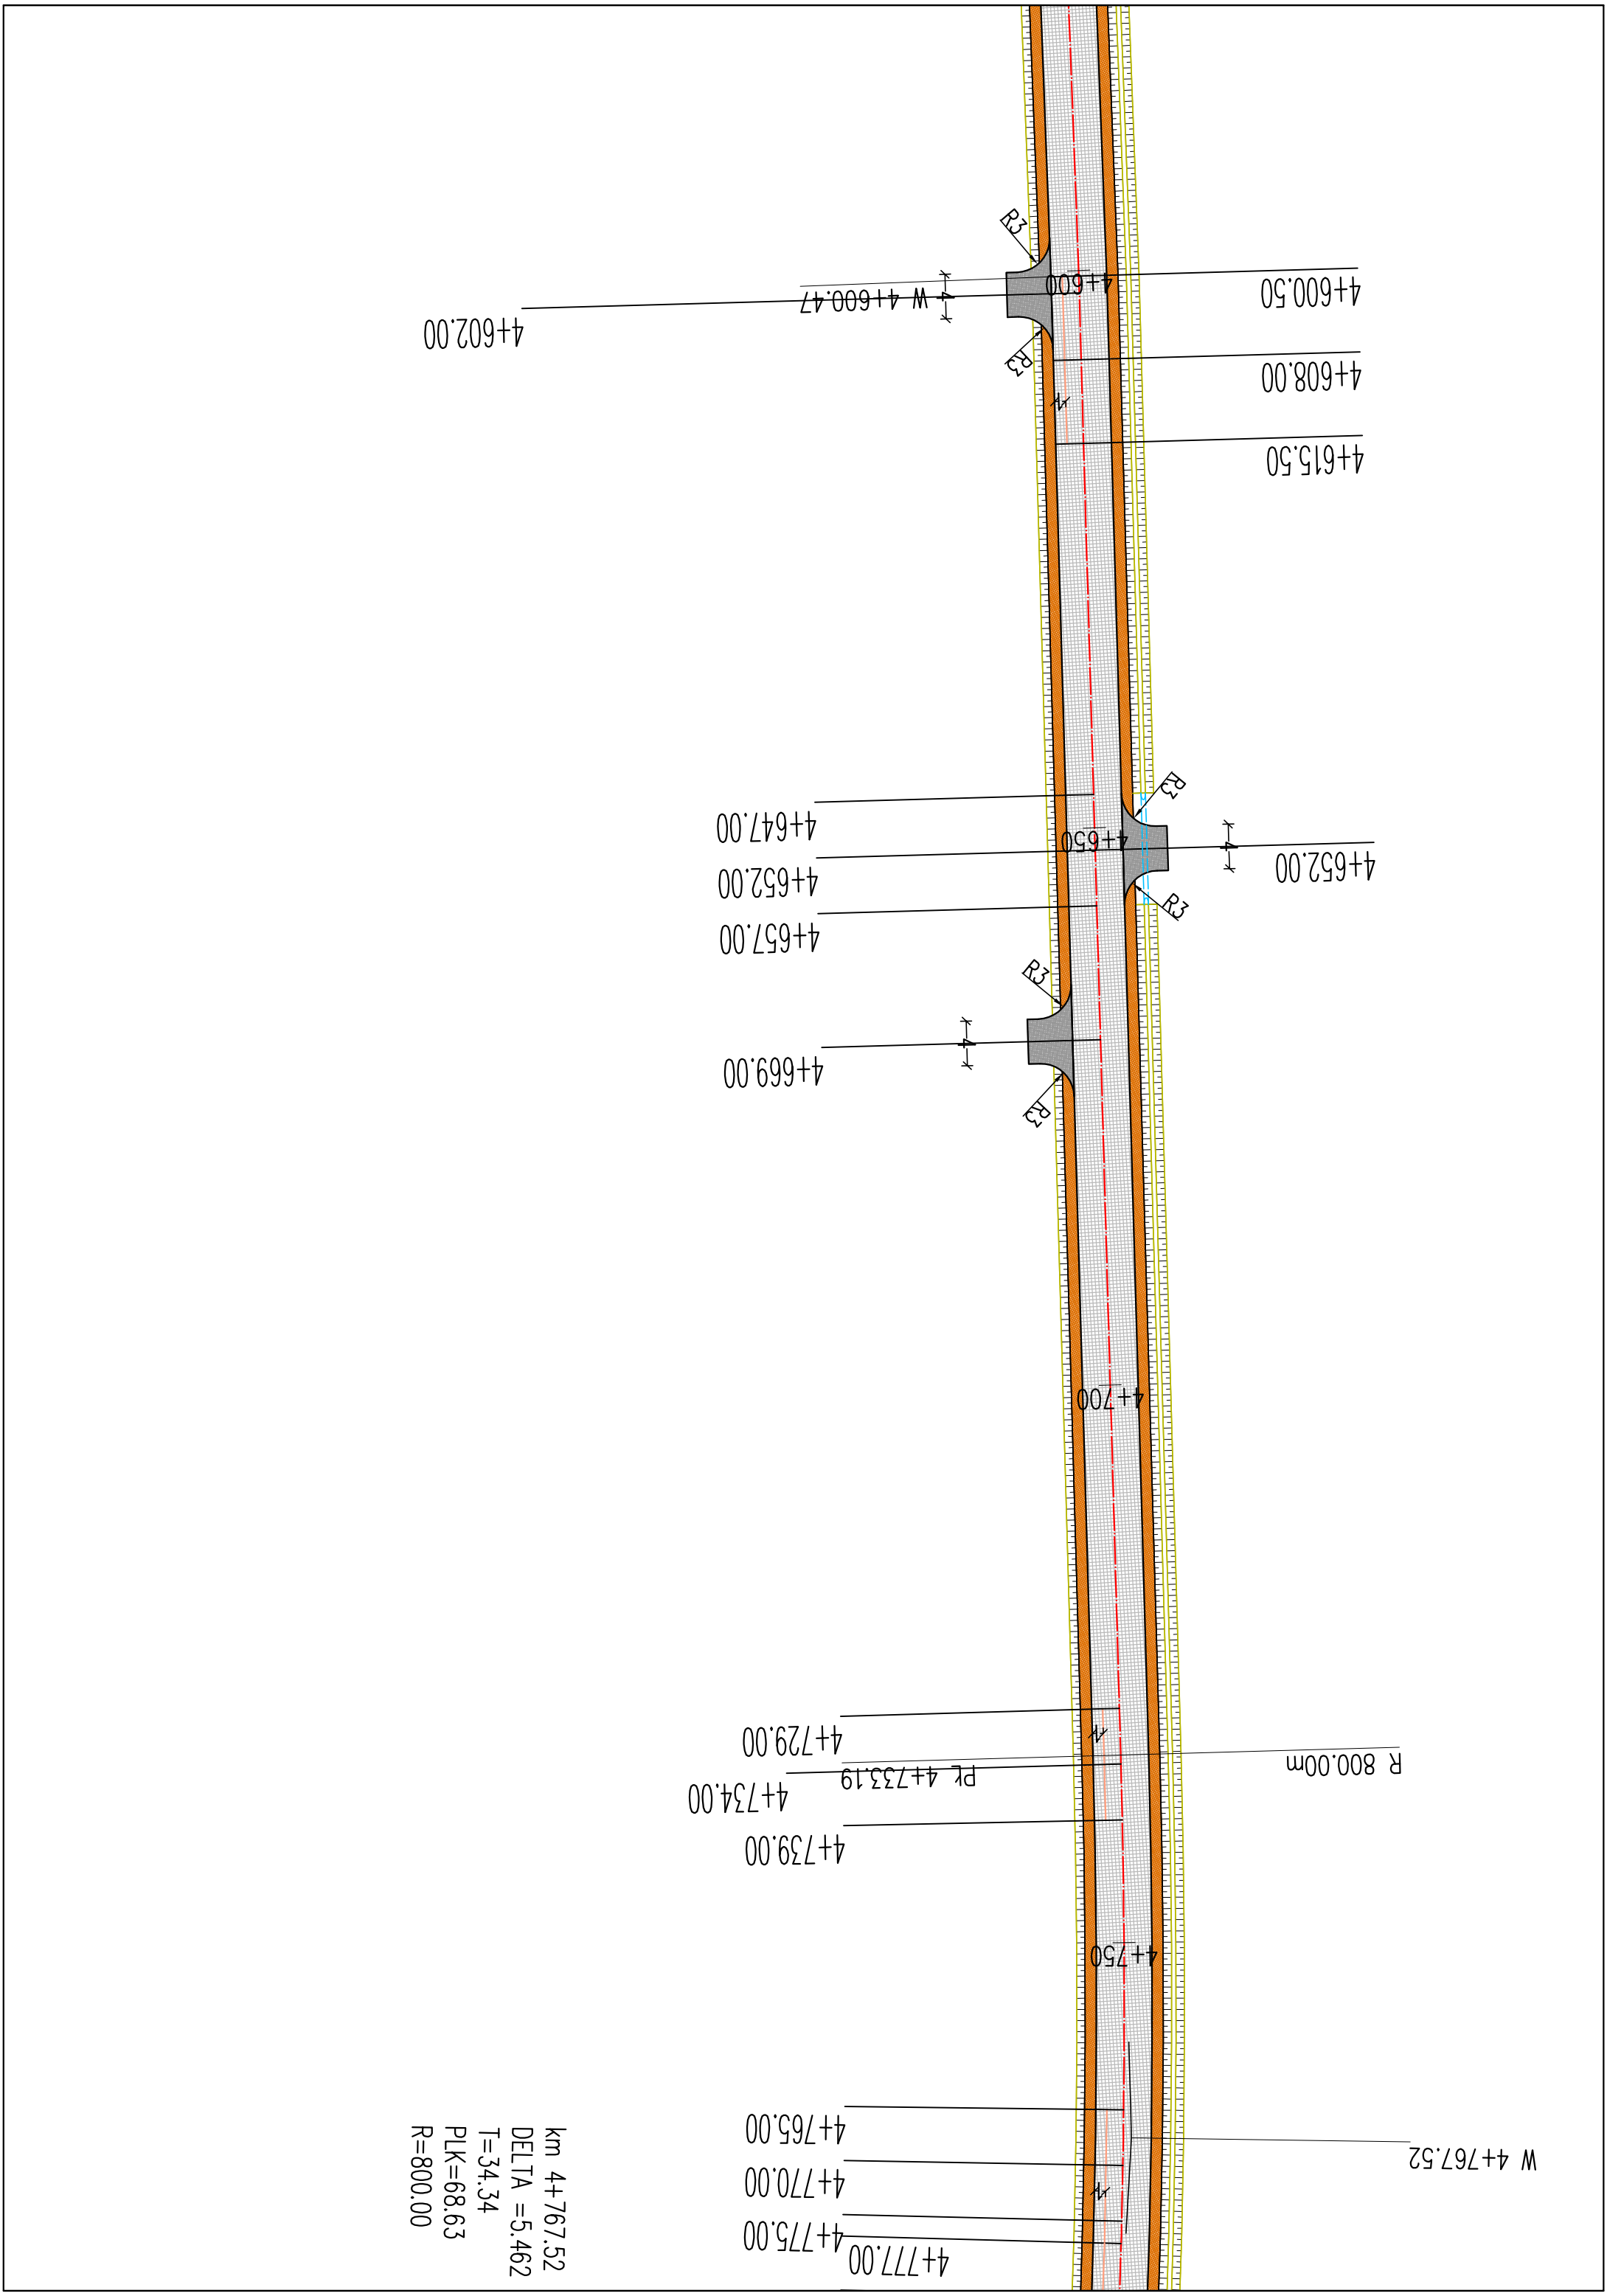 R3
W 4+600.47
4
4+600
4+600.50
4+602.00
R3
4+608.00
4+615.50
R3
4+647.00
4+650
4
4+652.00
4+652.00
R3
4+657.00
R3
4
4+669.00
R3
4+700
4+729.00
R 800.00m
PŁ 4+733.19
4+734.00
4+739.00
4+750
4+765.00
W 4+767.52
4+770.00
4+775.00
4+777.00
km 4+767.52
DELTA =5.462
T=34.34
PLK=68.63
R=800.00